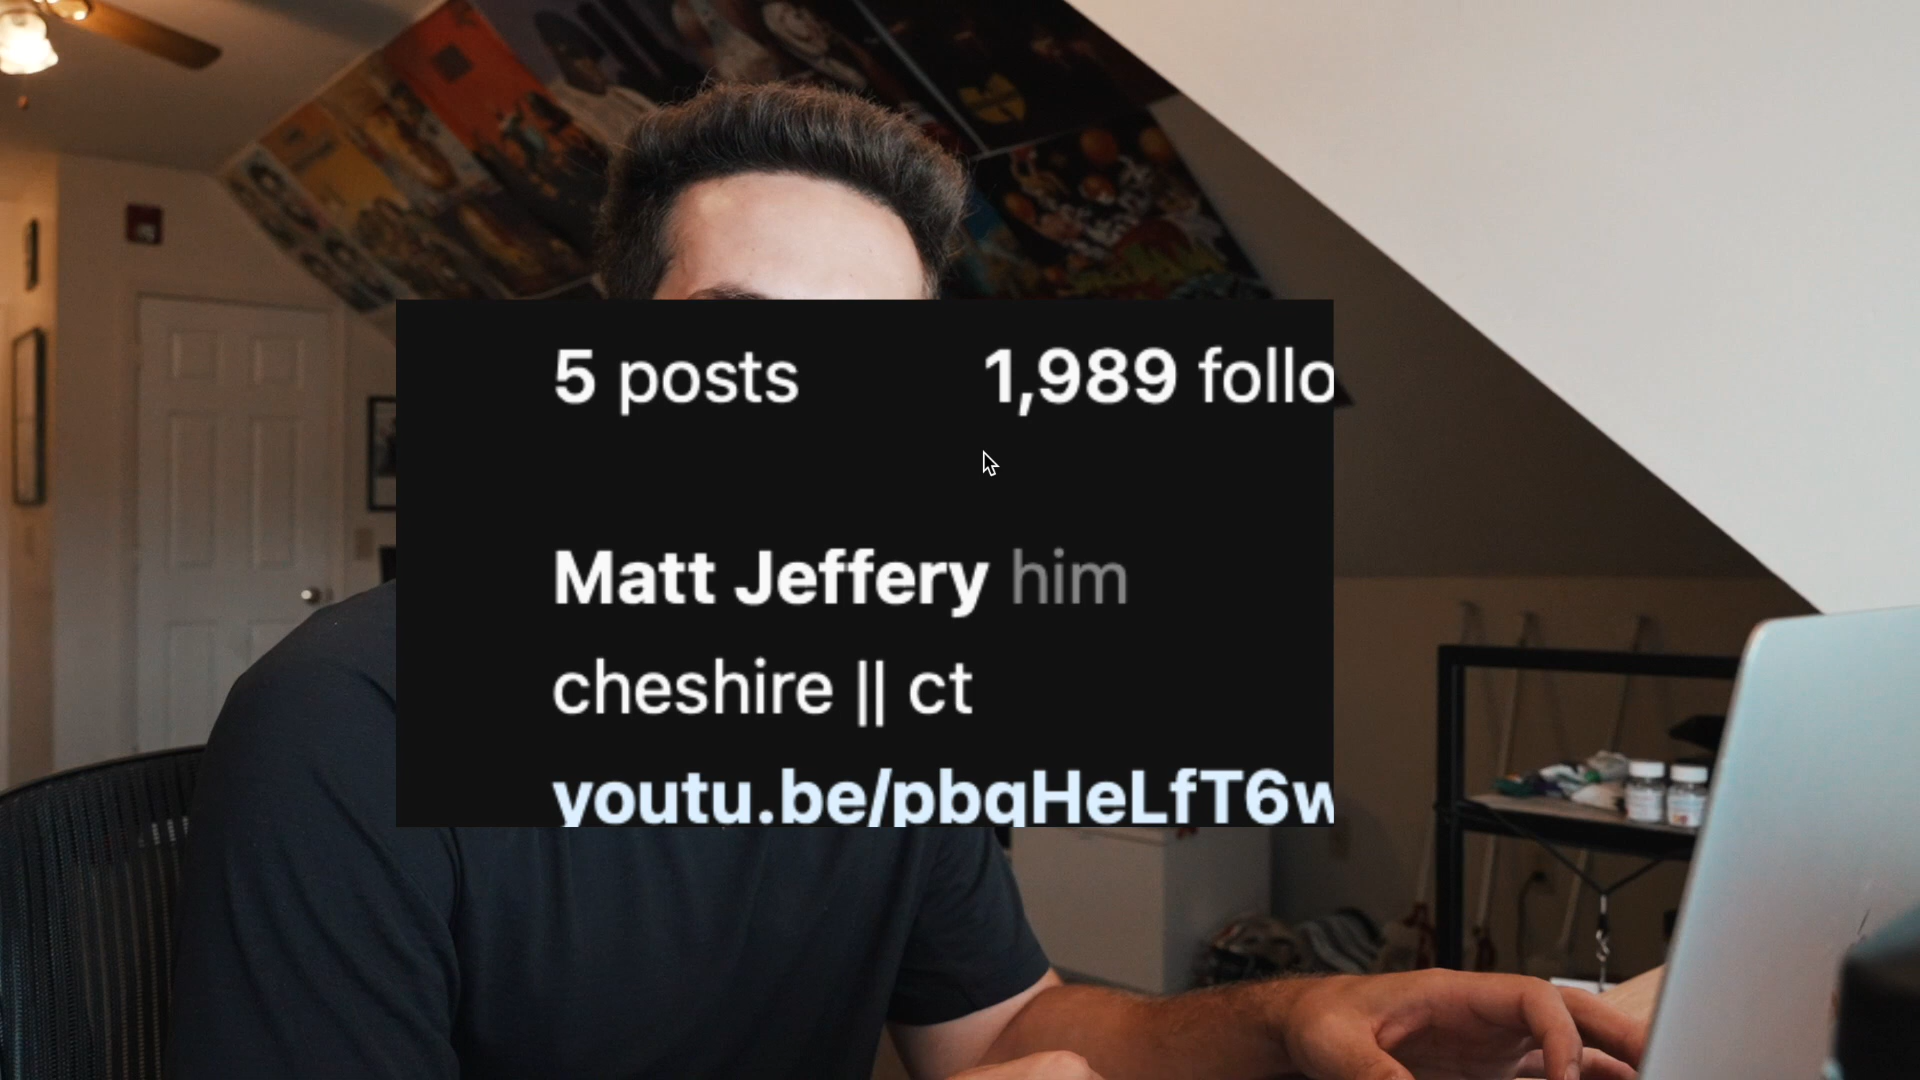 5 posts 1,989 follo
Matt Jeffery him
cheshire || ct
youtu.be/pbqHeLfT6w